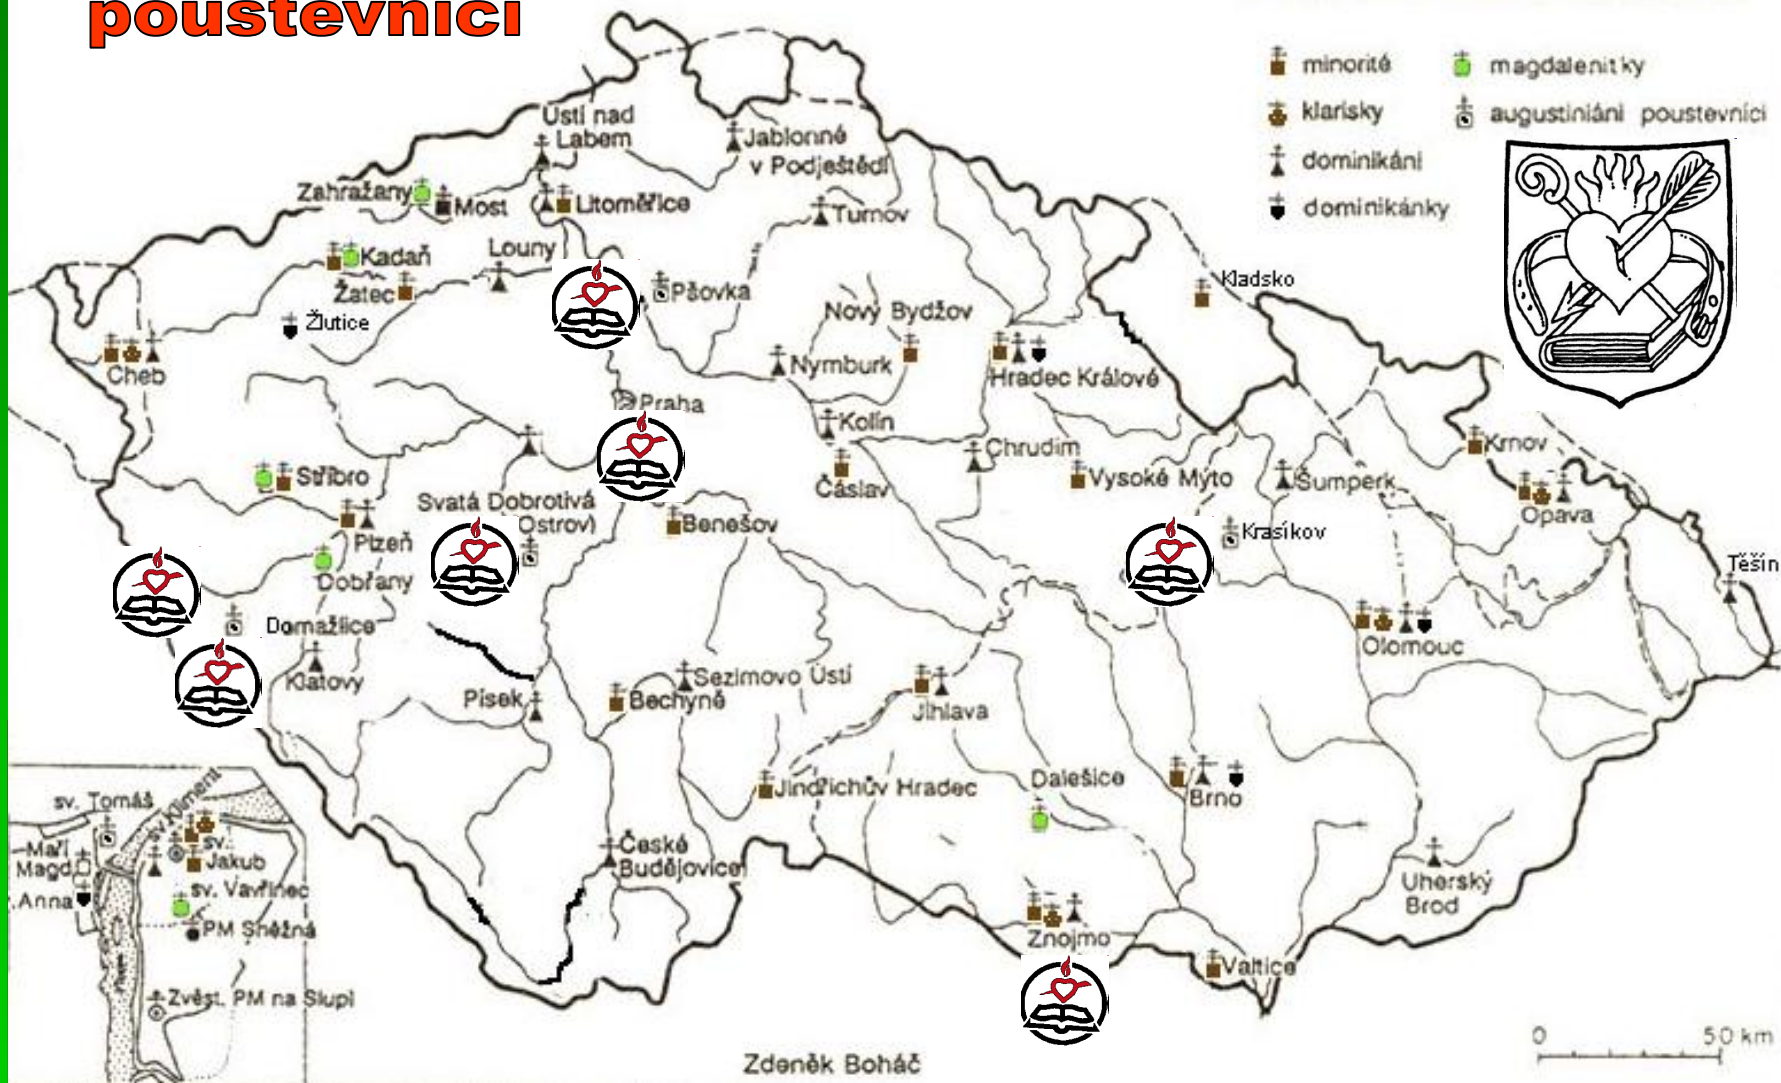 poustevníci
minorité
magdalenitky
klarisky
augustiniáni poustevníci
dominikáni
dominikánky
Ústí nad
Labem
Jablonné
v Podještědí
Zahražany
Most
Litoměřice
Turnov
Kadaň
Louny
Žatec
Pšovka
Kladsko
Žlutice
Nový Bydžov
Cheb
Nymburk
Hradec Králové
Praha
Kolín
Chrudim
Krnov
Stříbro
Čáslav
Vysoké Mýto
Šumperk
Svatá Dobrotivá
Ostrov)
Benešov
Opava
Plzeň
Krasíkov
Těšín
Dobřany
Domažlice
Olomouc
Klatovy
Písek
Bechyně
Sezimovo Ústí
Jihlava
Jindřichův Hradec
Dalešice
Brno
České
Budějovice
Uherský
Brod
Znojmo
Valtice
sv. Tomáš
sv. Kliment
Maří
Magd.
sv.
Jakub
.Anna
sv. Vavřinec
PM Sněžná
Zvěst. PM na Slupi
Zdeněk Boháč
0 50 km